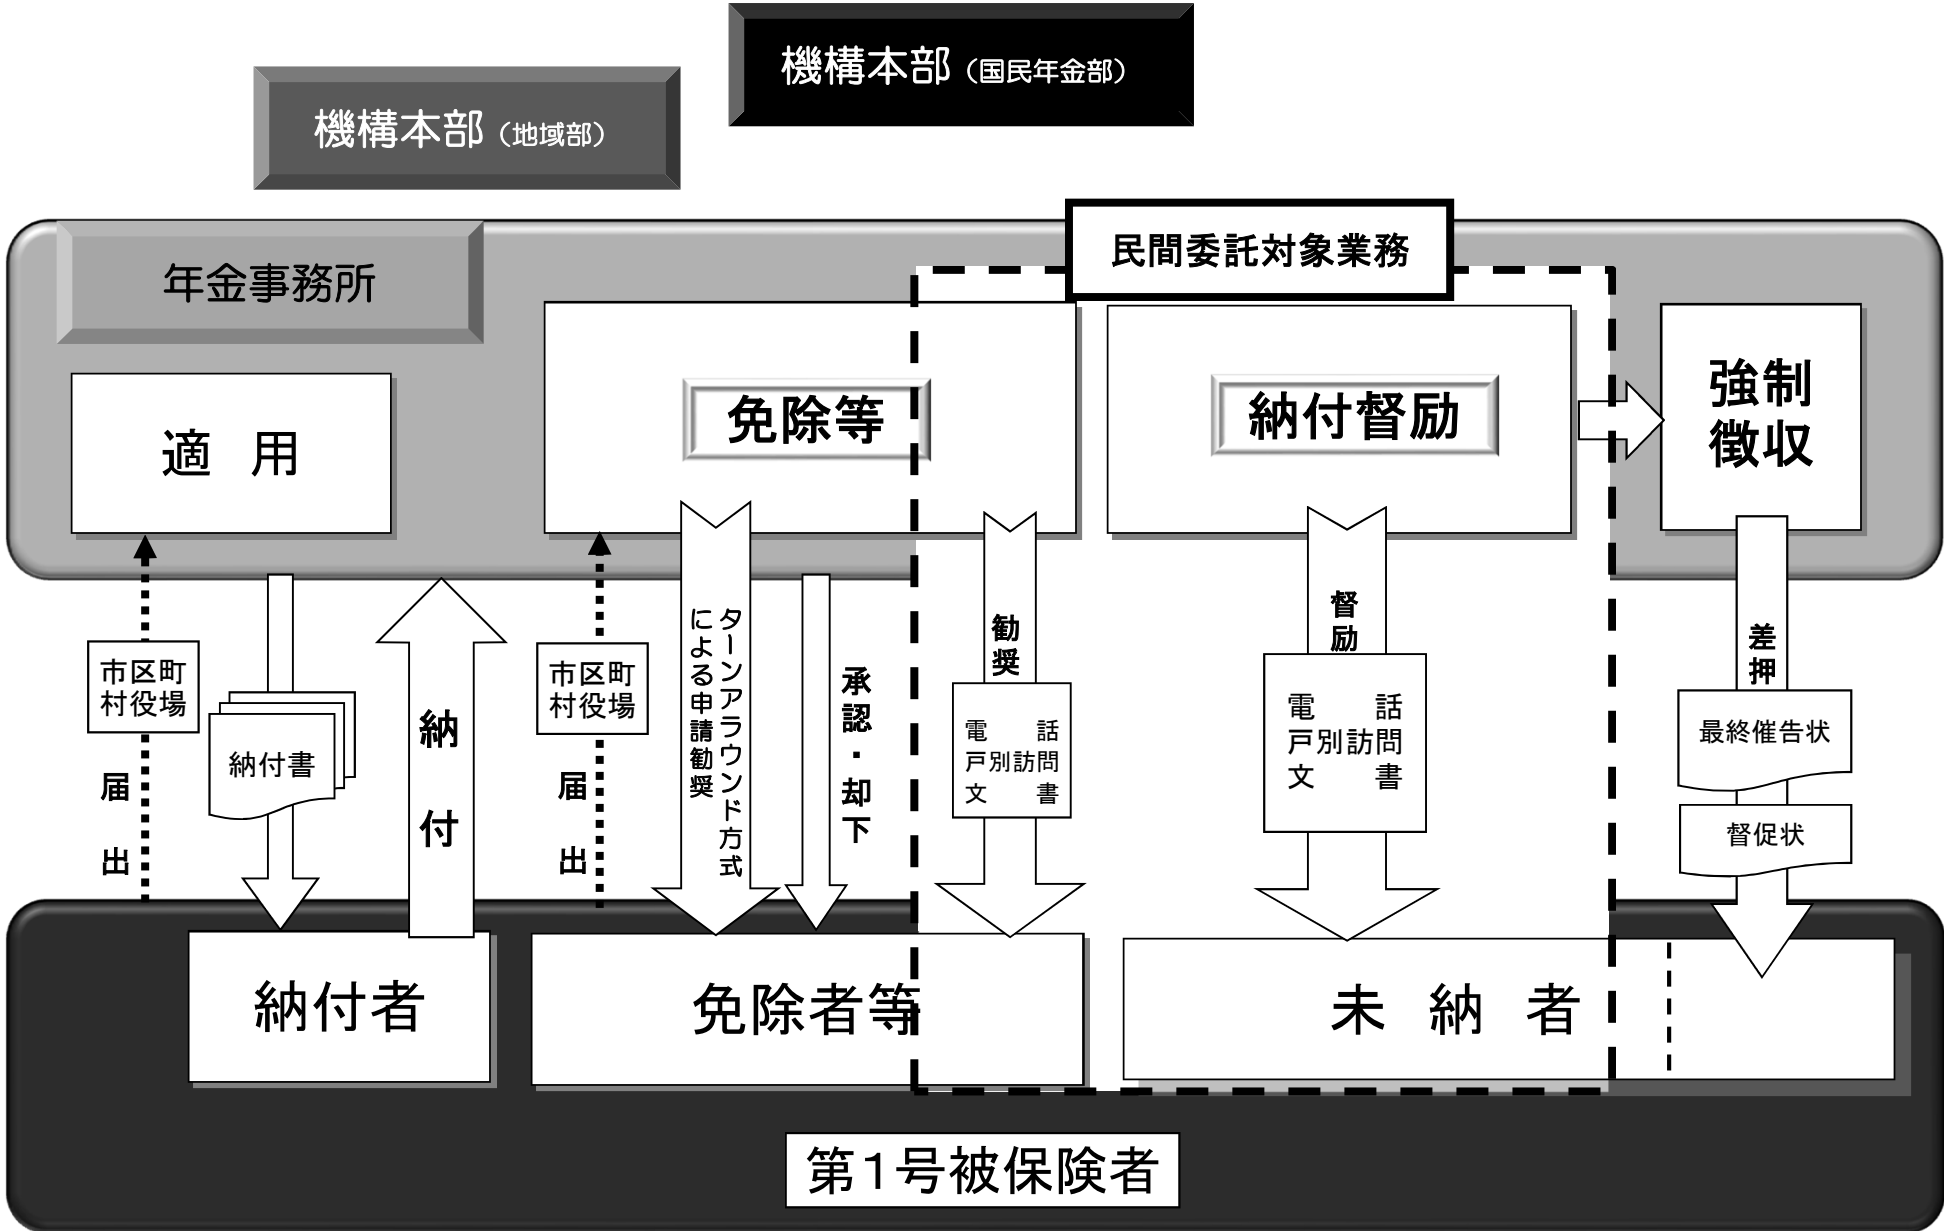 機構本部（国民年金部）
機構本部（地域部）
民間委託対象業務
年金事務所
適　用
免除等
納付督励
強制
徴収
市区町
村役場
届出
納付書
納付
市区町
村役場
届出
ターンアラウンド方式
による申請勧奨
承認・却下
勧奨
電　話
戸別訪問
文　書
督励
電　話
戸別訪問
文　書
差押
最終催告状
督促状
納付者
免除者等
未　納　者
第１号被保険者